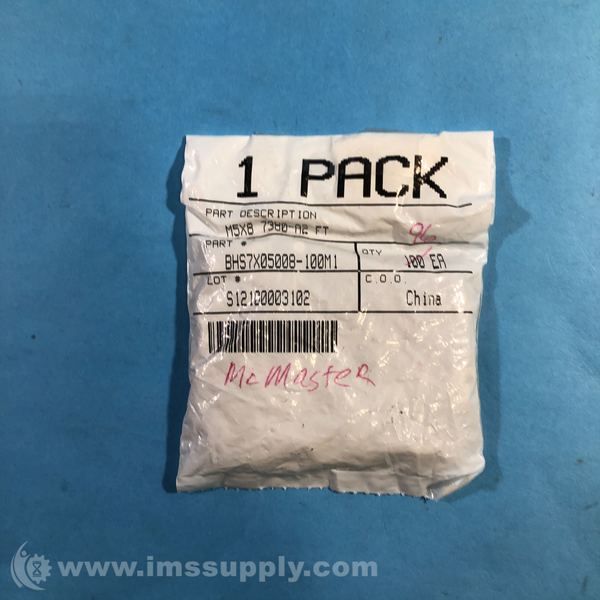 1 PACK
PART DESCRIPTION
M5X8 7380-A2 FT
96
PART #
QTY
BHS7X05008-100M1
100 EA
LOT #
C.O.O.
S12100003102
China
McMaster
www.imssupply.com